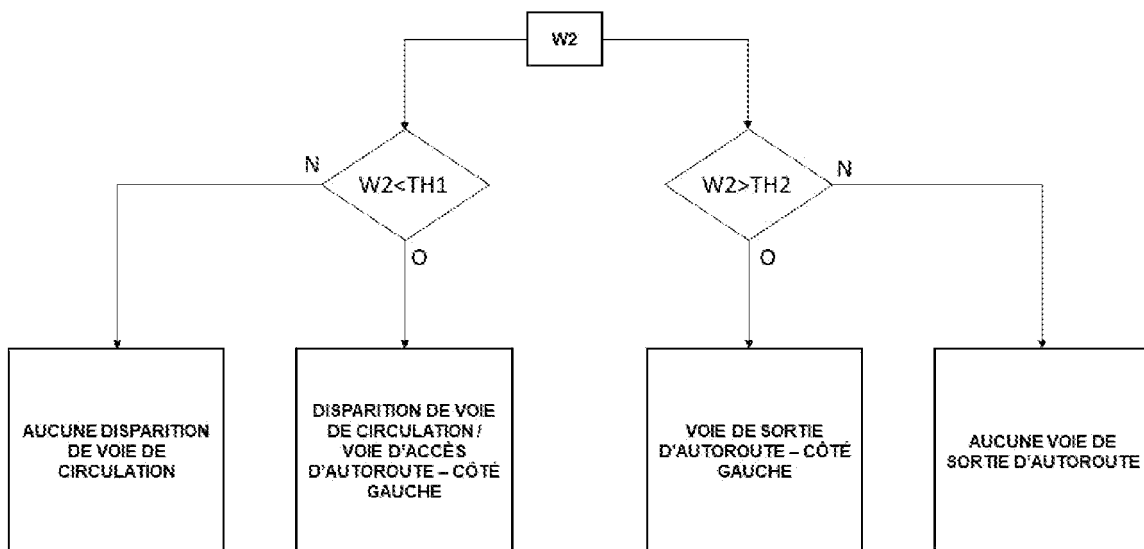 W2
N
W2<TH1
O
W2>TH2
N
O
AUCUNE DISPARITION
DE VOIE DE
CIRCULATION
DISPARITION DE VOIE
DE CIRCULATION /
VOIE D'ACCÈS
D'AUTOROUTE – CÔTÉ
GAUCHE
VOIE DE SORTIE
D'AUTOROUTE – CÔTÉ
GAUCHE
AUCUNE VOIE DE
SORTIE D'AUTOROUTE